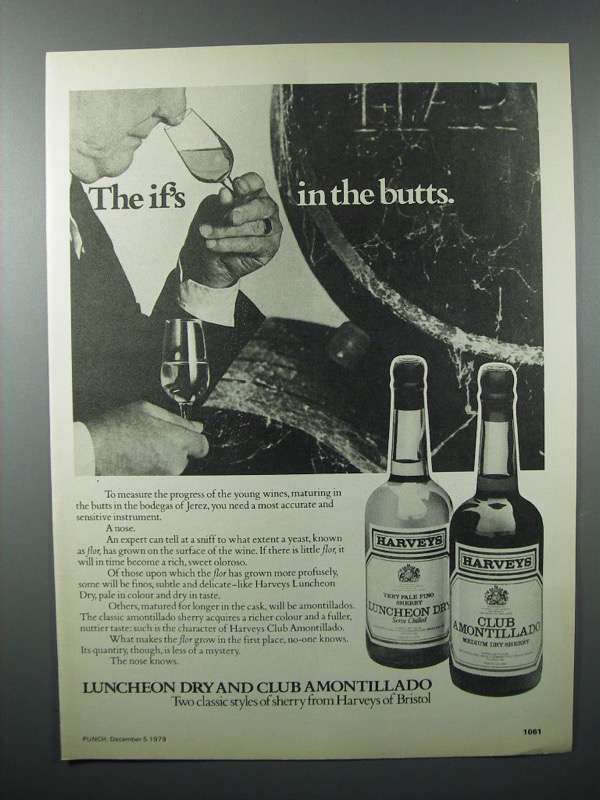 The if's in the butts.
To measure the progress of the young wines, maturing in
the butts in the bodegas of Jerez, you need a most accurate and
sensitive instrument.
A nose.
An expert can tell at a sniff to what extent a yeast, known
as flor, has grown on the surface of the wine. If there is little flor, it
will in time become a rich, sweet oloroso.
Of those upon which the flor has grown more profusely,
some will be finos, subtle and delicate – like Harveys Luncheon
Dry, pale in colour and dry in taste.
Others, matured for longer in the cask, will be amontillados.
The classic amontillado sherry acquires a richer colour and a fuller,
nuttier taste: such is the character of Harveys Club Amontillado.
What makes the flor grow in the first place, no-one knows.
Its quantity, though, is less of a mystery.
The nose knows.
HARVEYS
VERY PALE FINO
SHERRY
LUNCHEON DRY
Serve Chilled
HARVEYS
CLUB
AMONTILLADO
MEDIUM DRY SHERRY
LUNCHEON DRY AND CLUB AMONTILLADO
Two classic styles of sherry from Harveys of Bristol
PUNCH, December 5 1979
1061